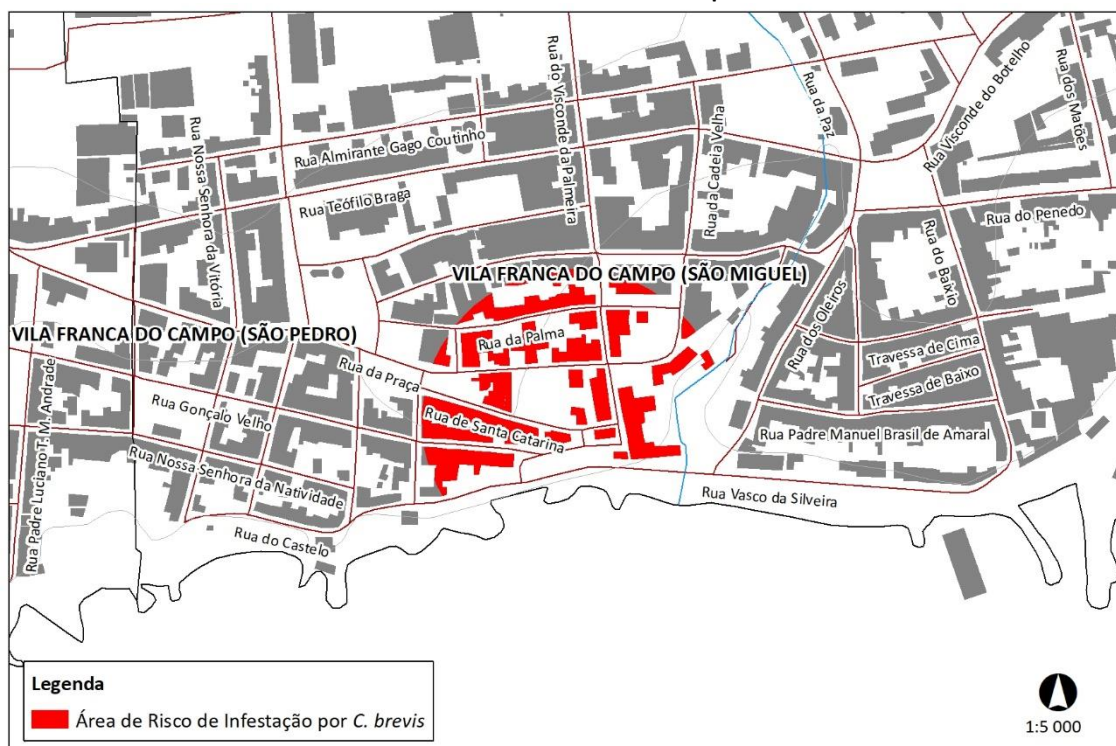 Rua Almirante Gago Coutinho
Rua do Visconde da Palmeira
Rua da Paz
Rua Visconde do Botelho
Rua dos Matões
Rua Nossa Senhora da Vitória
Rua Teófilo Braga
Rua da Cadeia Velha
Rua do Penedo
Rua do Baixio
VILA FRANCA DO CAMPO (SÃO MIGUEL)
VILA FRANCA DO CAMPO (SÃO PEDRO)
Rua da Palma
Rua dos Oleiros
Travessa de Cima
Travessa de Baixo
Rua da Praça
Rua Gonçalo Velho
Rua de Santa Catarina
Rua Padre Manuel Brasil de Amaral
Rua Padre Luciano T. M. Andrade
Rua Nossa Senhora da Natividade
Rua Vasco da Silveira
Rua do Castelo
Legenda
Área de Risco de Infestação por C. brevis
1:5 000